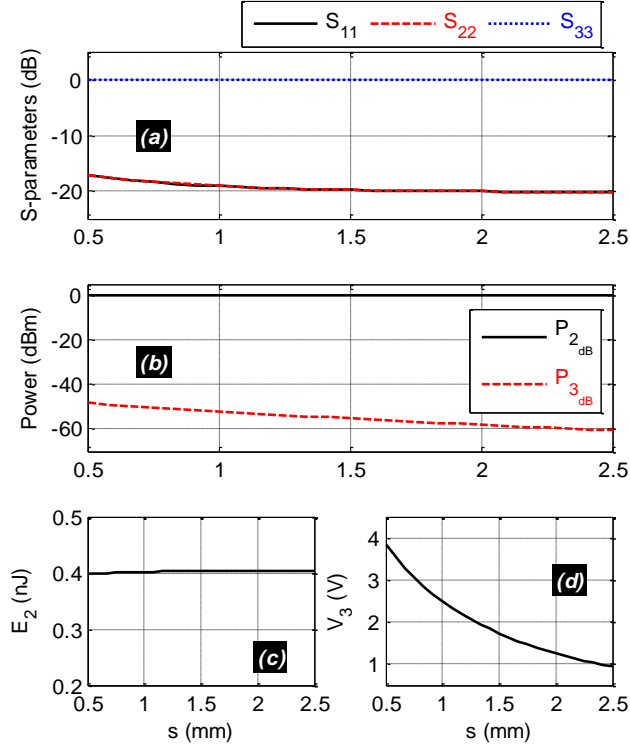 S11 S22 S33
S-parameters (dB)
0
-10
-20
(a)
0.5 1 1.5 2 2.5
Power (dBm)
0
-20
-40
-60
(b)
P2dB
P3dB
0.5 1 1.5 2 2.5
E2 (nJ)
0.5
0.4
0.3
0.2
(c)
0.5 1 1.5 2 2.5
s (mm)
V3 (V)
4
3
2
1
(d)
0.5 1.0 1.5 2.0 2.5
s (mm)